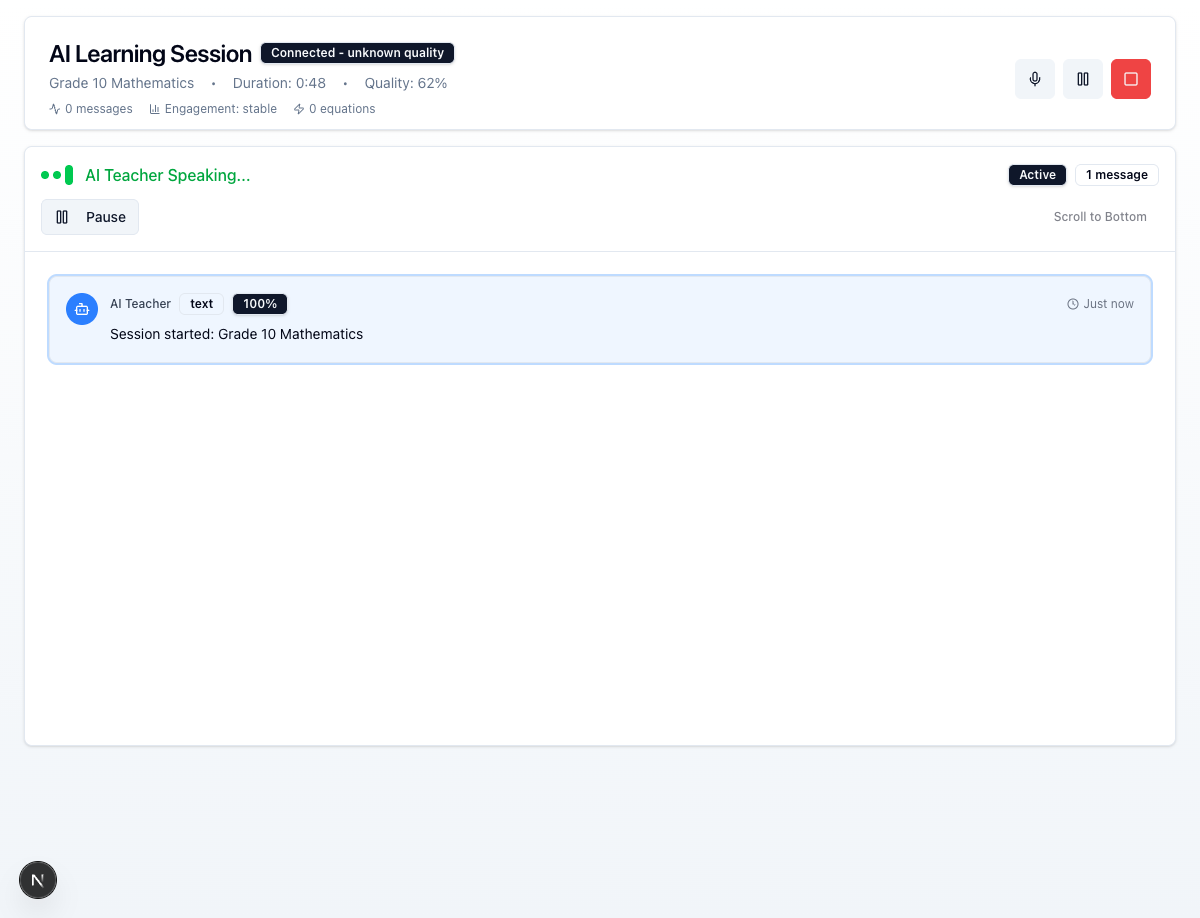 AI Learning Session Connected - unknown quality
Grade 10 Mathematics • Duration: 0:48 • Quality: 62%
0 messages Engagement: stable 0 equations
AI Teacher Speaking... Active 1 message
Pause Scroll to Bottom
AI Teacher text 100% Just now
Session started: Grade 10 Mathematics
N